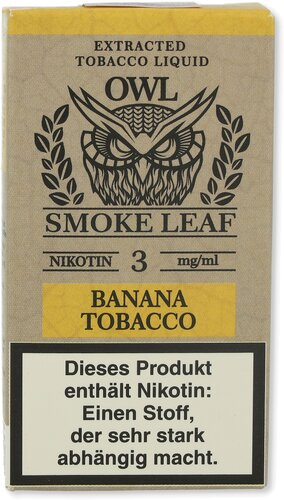 EXTRACTED
TOBACCO LIQUID
OWL
SMOKE LEAF
NIKOTIN 3 mg/ml
BANANA
TOBACCO
Dieses Produkt
enthält Nikotin:
Einen Stoff,
der sehr stark
abhängig macht.